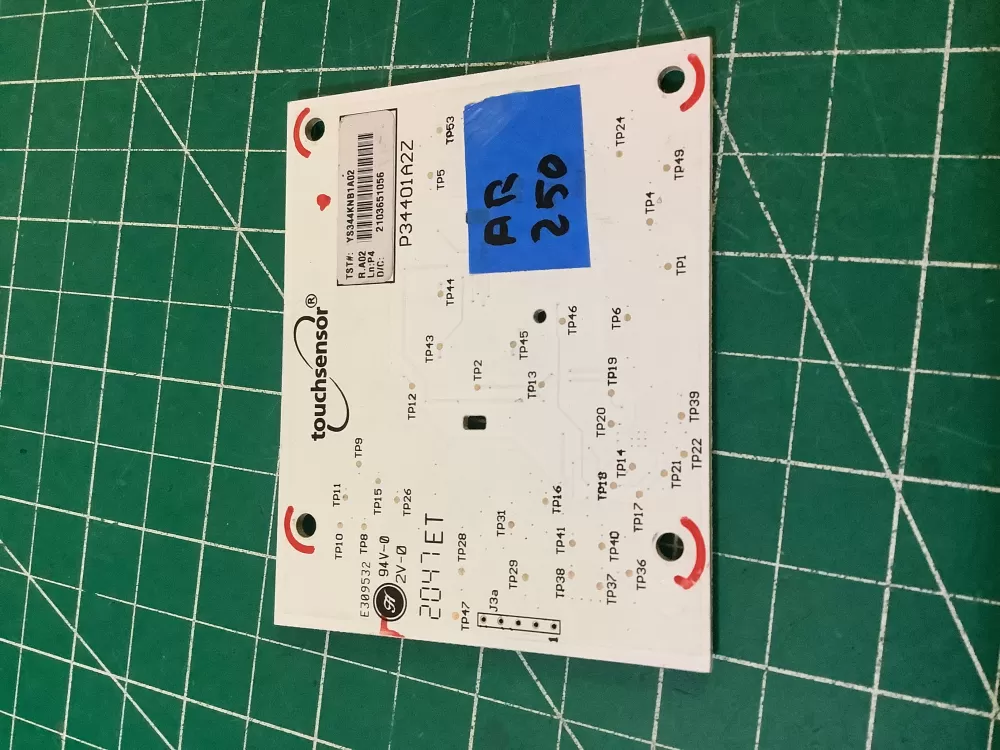 touchsensor®
TST#: YS344KNB1A02
R.A02
Ln:P4
D/C: 2103651056
P34401A2Z
AR
250
TP53
TP5
TP24
TP49
TP4
TP1
TP44
TP43
TP46
TP6
TP45
TP2
TP13
TP12
TP19
TP20
TP39
TP9
TP11
TP15
TP26
TP10
TP8
TP14
TP22
TP21
TP18
TP16
TP17
TP31
TP41
TP40
TP28
TP29
TP38
TP37
TP36
TP47
E309532
94V-0
2V-0
2047ET
J3a
1